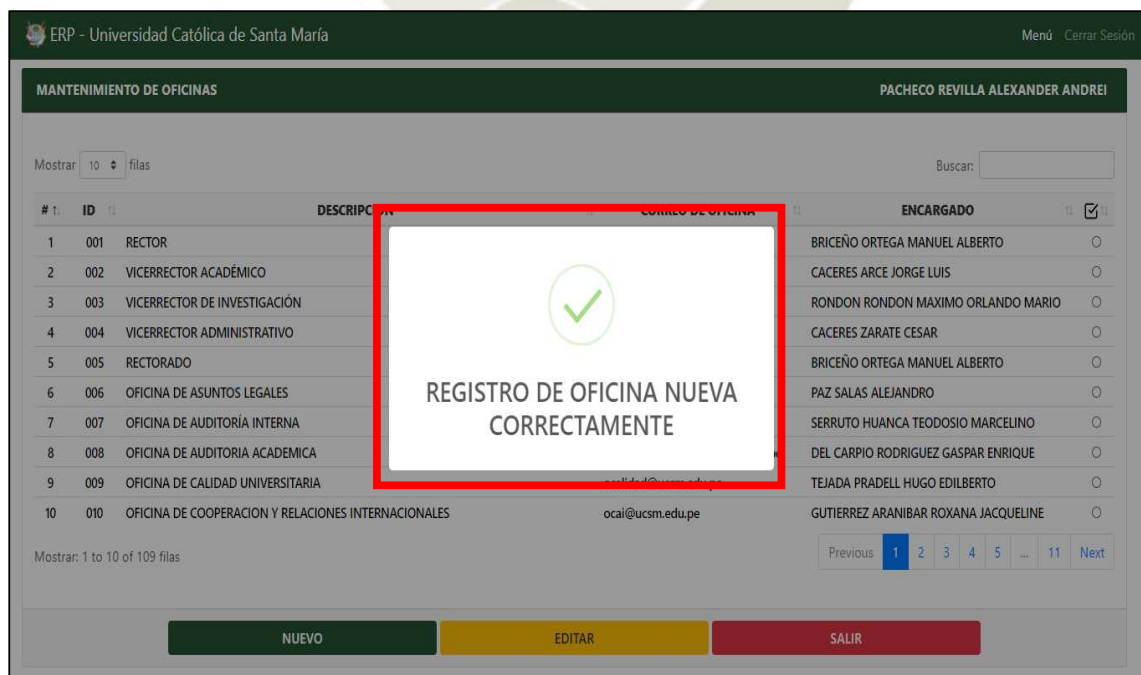 ERP - Universidad Católica de Santa María Menú Cerrar Sesión
MANTENIMIENTO DE OFICINAS PACHECO REVILLA ALEXANDER ANDREI
Mostrar 10 filas Buscar:
# ID DESCRIPCIÓN CORREO DE OFICINA ENCARGADO
1 001 RECTOR BRICEÑO ORTEGA MANUEL ALBERTO
2 002 VICERRECTOR ACADÉMICO CACERES ARCE JORGE LUIS
3 003 VICERRECTOR DE INVESTIGACIÓN RONDON RONDON MAXIMO ORLANDO MARIO
4 004 VICERRECTOR ADMINISTRATIVO CACERES ZARATE CESAR
5 005 RECTORADO BRICEÑO ORTEGA MANUEL ALBERTO
6 006 OFICINA DE ASUNTOS LEGALES PAZ SALAS ALEJANDRO
7 007 OFICINA DE AUDITORÍA INTERNA SERRUTO HUANCA TEODOSIO MARCELINO
8 008 OFICINA DE AUDITORIA ACADEMICA DEL CARPIO RODRIGUEZ GASPAR ENRIQUE
9 009 OFICINA DE CALIDAD UNIVERSITARIA TEJADA PRADELL HUGO EDILBERTO
10 010 OFICINA DE COOPERACION Y RELACIONES INTERNACIONALES ocai@ucsm.edu.pe GUTIERREZ ARANIBAR ROXANA JACQUELINE
REGISTRO DE OFICINA NUEVA
CORRECTAMENTE
Mostrar: 1 to 10 of 109 filas Previous 1 2 3 4 5 ... 11 Next
NUEVO EDITAR SALIR